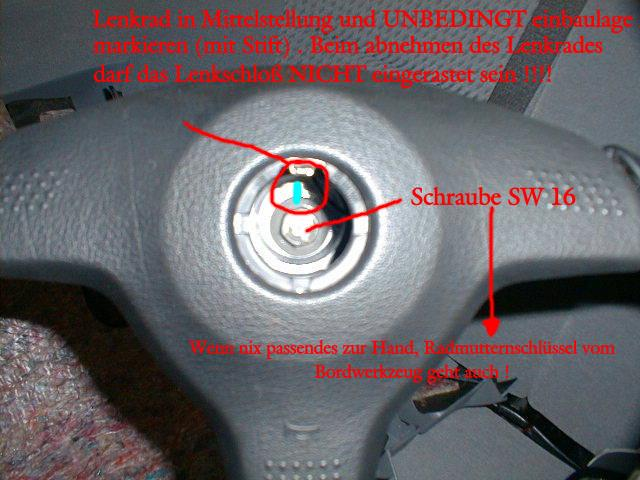 Lenkrad in Mittelstellung und UNBEDINGT einbaulage
markieren (mit Stift) . Beim abnehmen des Lenkrades
darf das Lenkschloß NICHT eingerastet sein !!!!
Schraube SW 16
Wenn nix passendes zur Hand, Radmutternschlüssel vom
Bordwerkzeug geht auch !